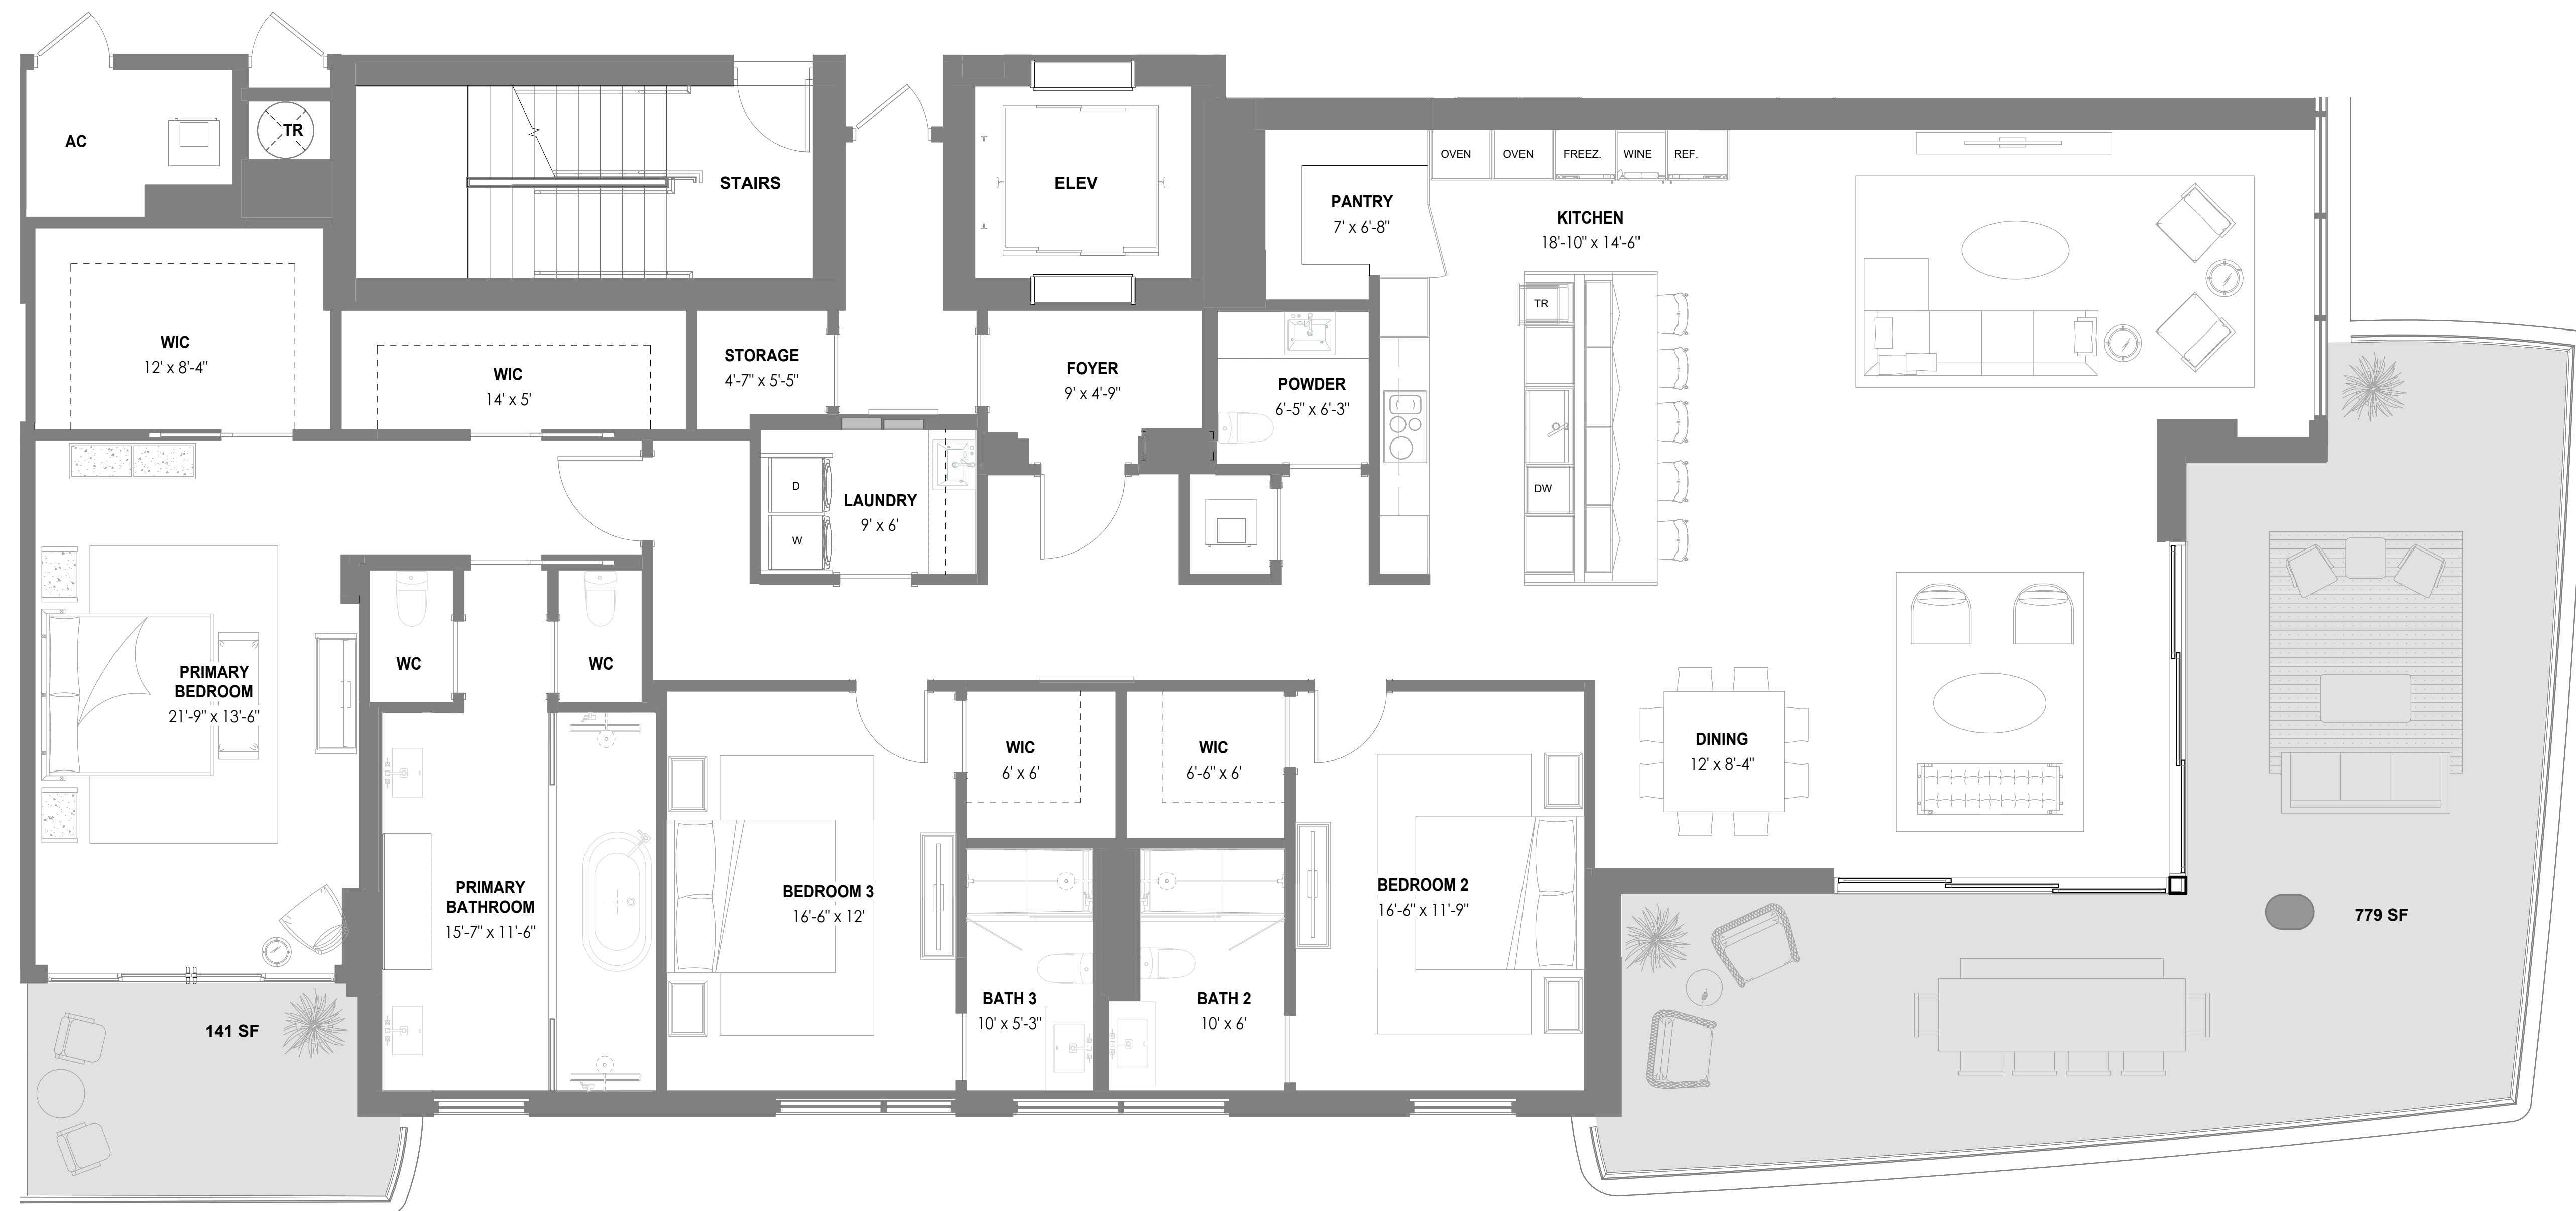 AC
TR
STAIRS
ELEV
PANTRY
7' x 6'-8"
OVEN
OVEN
FREEZ.
WINE
REF.
KITCHEN
18'-10" x 14'-6"
TR
DW
WIC
12' x 8'-4"
WIC
14' x 5'
STORAGE
4'-7" x 5'-5"
FOYER
9' x 4'-9"
POWDER
6'-5" x 6'-3"
D
W
LAUNDRY
9' x 6'
WC
WC
PRIMARY
BEDROOM
21'-9" x 13'-6"
WIC
6' x 6'
WIC
6'-6" x 6'
DINING
12' x 8'-4"
PRIMARY
BATHROOM
15'-7" x 11'-6"
BEDROOM 3
16'-6" x 12'
BEDROOM 2
16'-6" x 11'-9"
779 SF
BATH 3
10' x 5'-3"
BATH 2
10' x 6'
141 SF